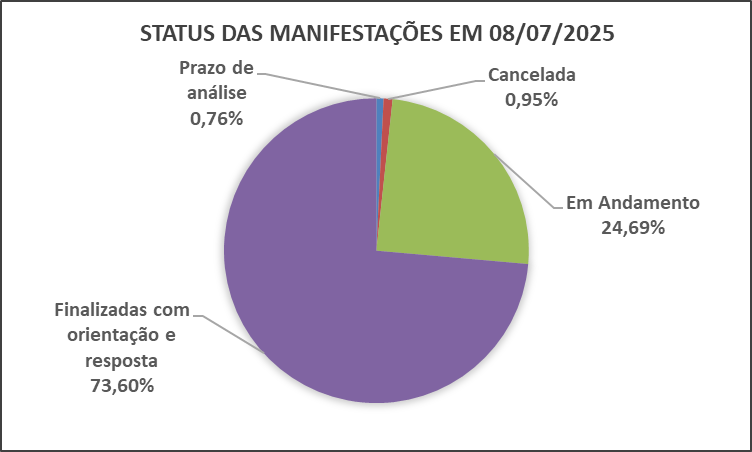 STATUS DAS MANIFESTAÇÕES EM 08/07/2025
Prazo de
análise
0,76%
Cancelada
0,95%
Em Andamento
24,69%
Finalizadas com
orientação e
resposta
73,60%